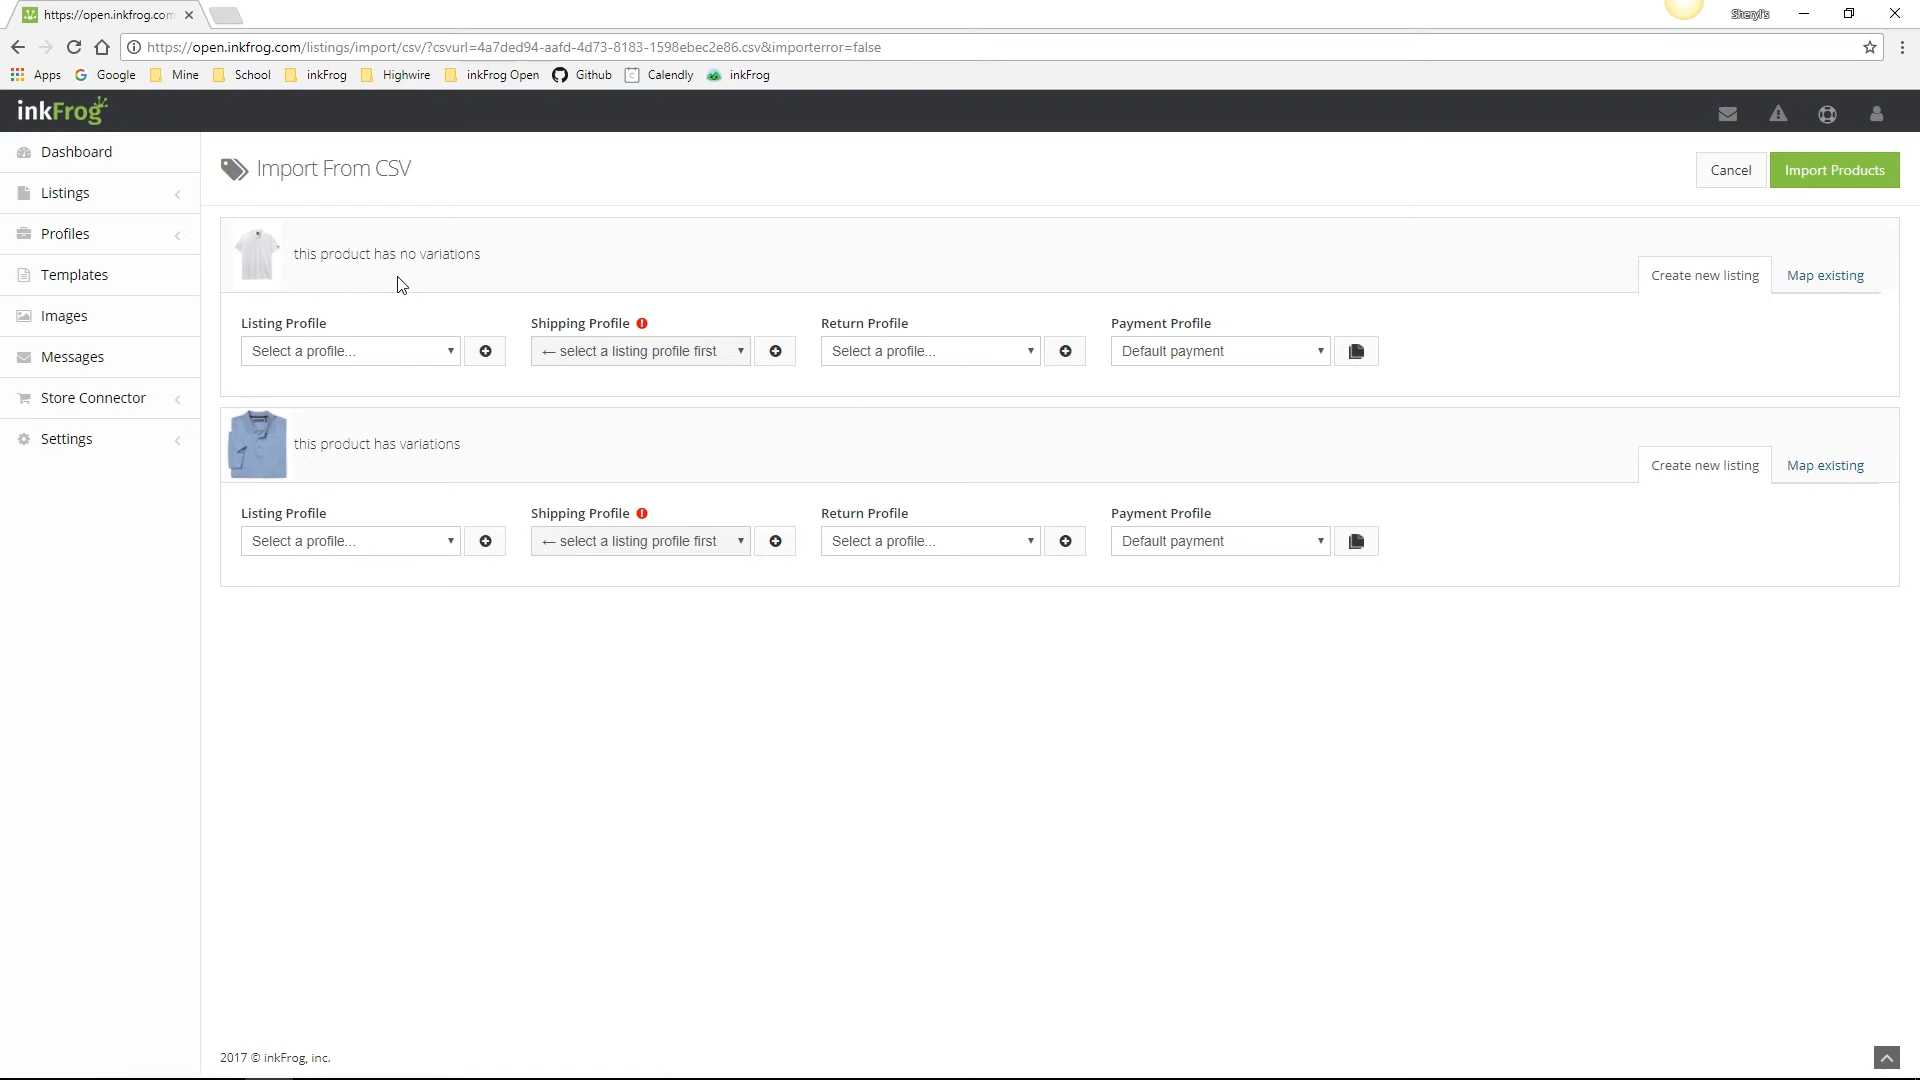 https://open.inkfrog.com
Sheryl's
https://open.inkfrog.com/listings/import/csv/?csvurl=4a7ded94-aafd-4d73-8183-1598ebec2e86.csv&importerror=false
Apps Google Mine School inkFrog Highwire inkFrog Open Github Calendly inkFrog
inkFrog
Dashboard
Listings
Profiles
Templates
Images
Messages
Store Connector
Settings
Import From CSV
Cancel Import Products
this product has no variations
Create new listing Map existing
Listing Profile Shipping Profile Return Profile Payment Profile
Select a profile... ← select a listing profile first Select a profile... Default payment
this product has variations
Create new listing Map existing
Listing Profile Shipping Profile Return Profile Payment Profile
Select a profile... ← select a listing profile first Select a profile... Default payment
2017 © inkFrog, inc.